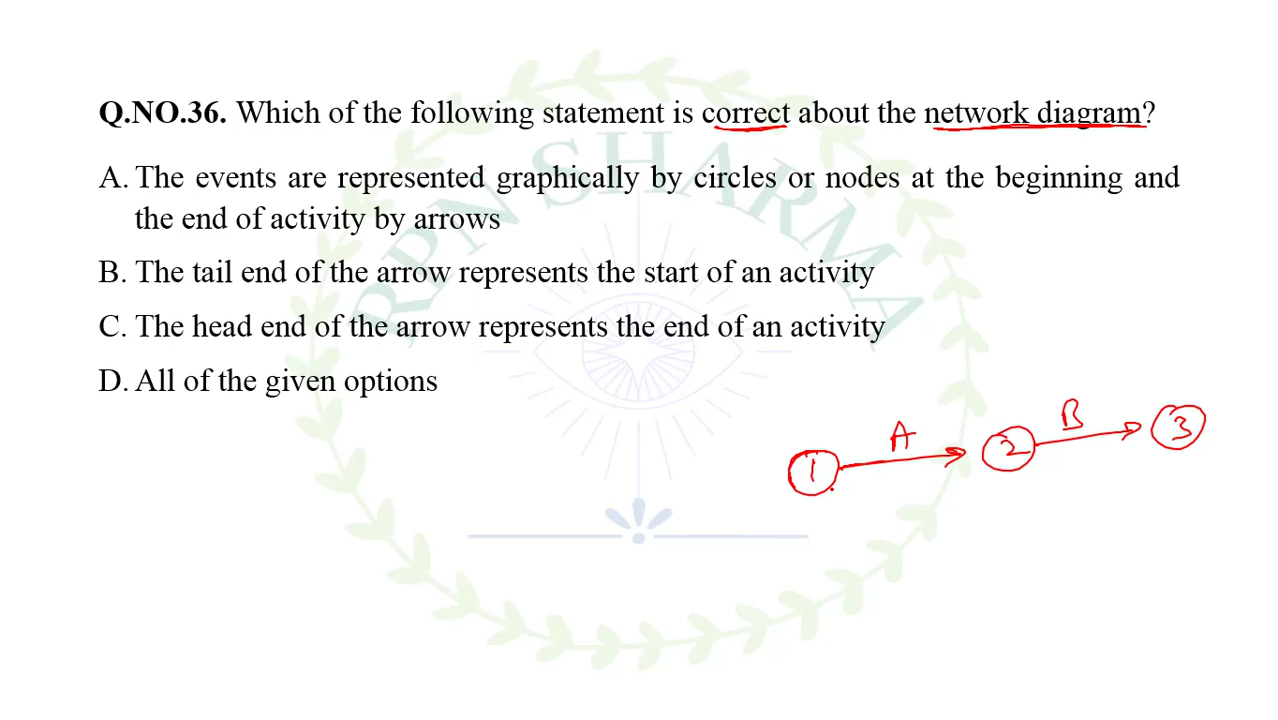 Q.NO.36. Which of the following statement is correct about the network diagram?
A. The events are represented graphically by circles or nodes at the beginning and
the end of activity by arrows
B. The tail end of the arrow represents the start of an activity
C. The head end of the arrow represents the end of an activity
D. All of the given options
RPN SHARMA
1 A 2 B 3